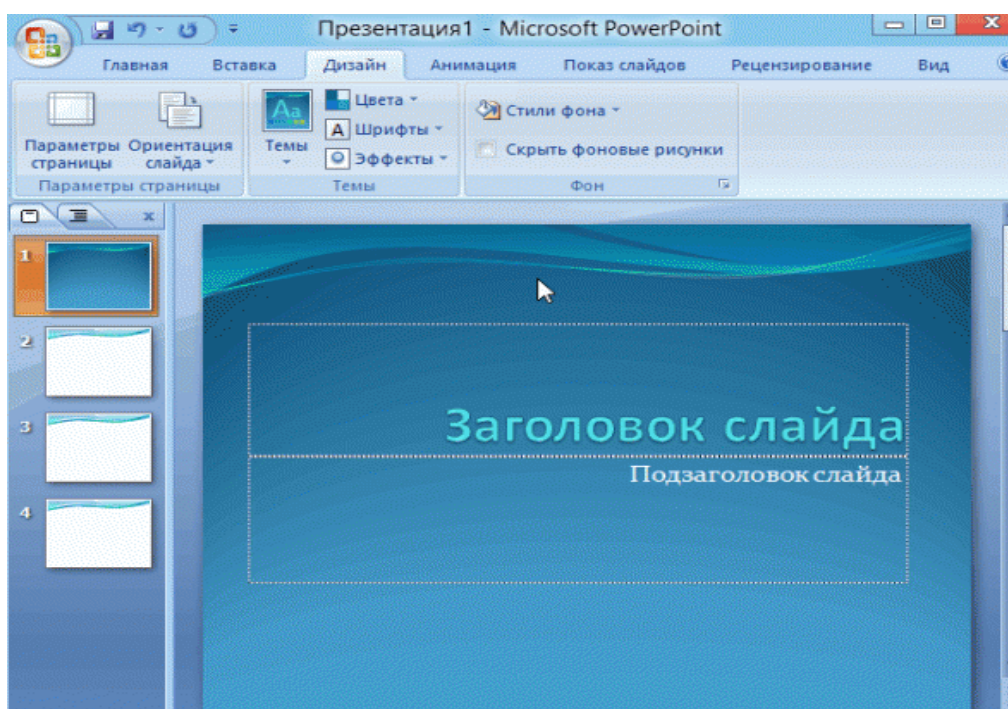 Презентация1 - Microsoft PowerPoint
Главная Вставка Дизайн Анимация Показ слайдов Рецензирование Вид
Параметры страницы
Ориентация слайда
Темы
Aa
Цвета
A Шрифты
Эффекты
Стили фона
Скрыть фоновые рисунки
Параметры страницы Темы Фон
1
2
3
4
Заголовок слайда
Подзаголовок слайда